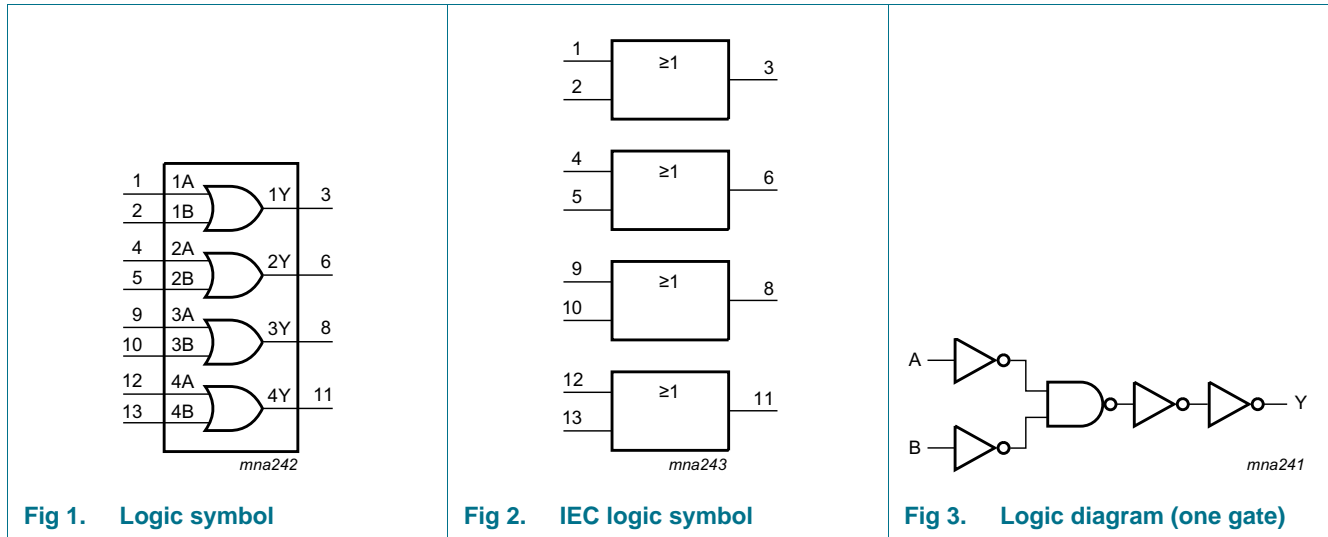 1 1A 1Y 3
2 1B
4 2A 2Y 6
5 2B
9 3A 3Y 8
10 3B
12 4A 4Y 11
13 4B
mna242
Fig 1. Logic symbol
1 ≥1 3
2
4 ≥1 6
5
9 ≥1 8
10
12 ≥1 11
13
mna243
Fig 2. IEC logic symbol
A
Y
B
mna241
Fig 3. Logic diagram (one gate)